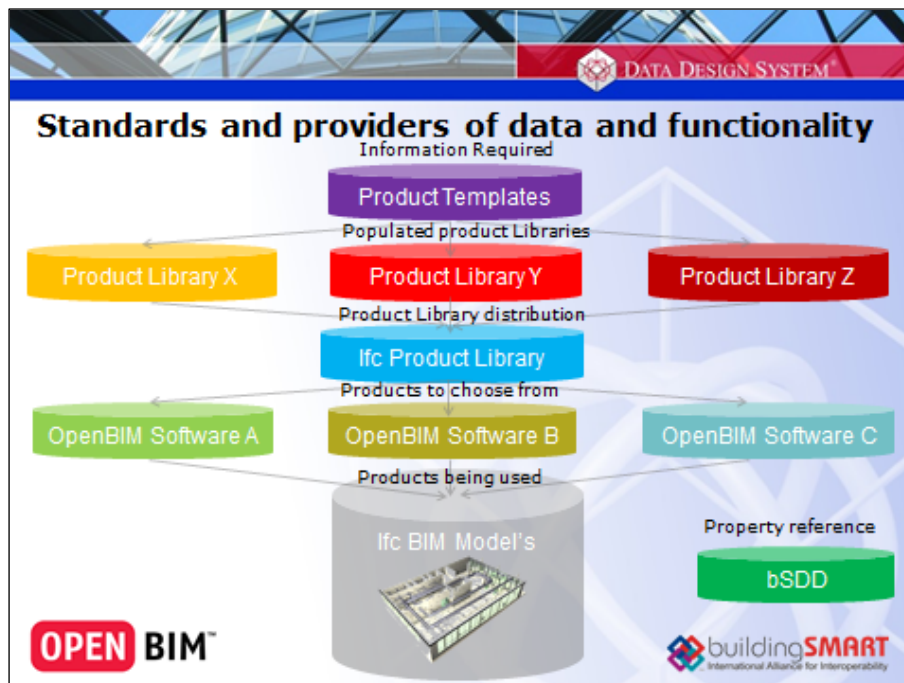 DATA DESIGN SYSTEM®
Standards and providers of data and functionality
Information Required
Product Templates
Populated product Libraries
Product Library X
Product Library Y
Product Library Z
Product Library distribution
Ifc Product Library
Products to choose from
OpenBIM Software A
OpenBIM Software B
OpenBIM Software C
Products being used
Ifc BIM Model's
Property reference
bSDD
OPEN BIM™
buildingSMART
International Alliance for Interoperability